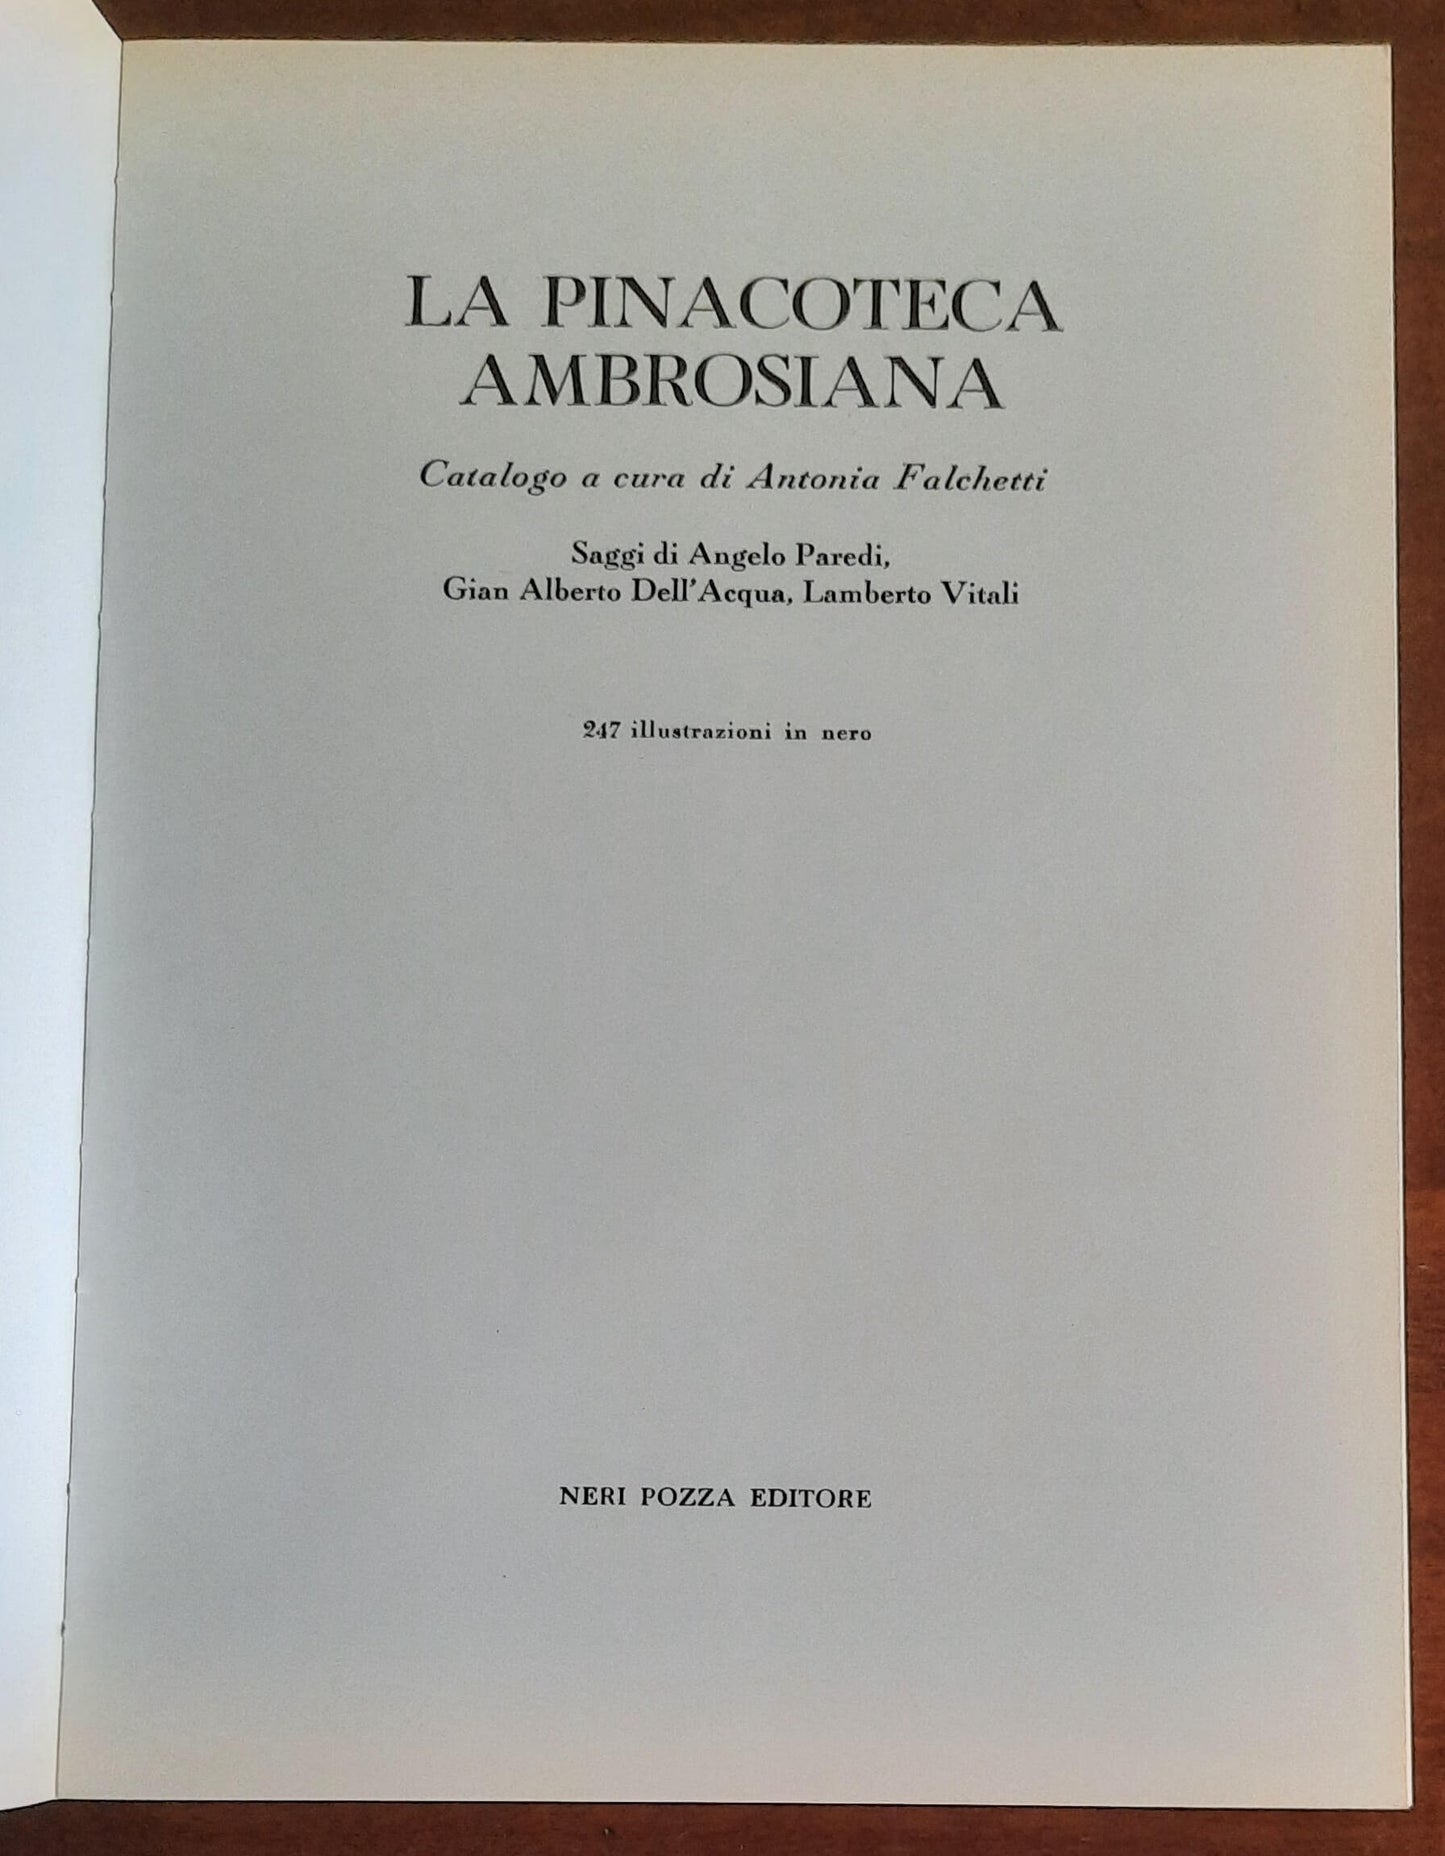 LA PINACOTECA
AMBROSIANA
Catalogo a cura di Antonia Falchetti
Saggi di Angelo Paredi,
Gian Alberto Dell'Acqua, Lamberto Vitali
247 illustrazioni in nero
NERI POZZA EDITORE